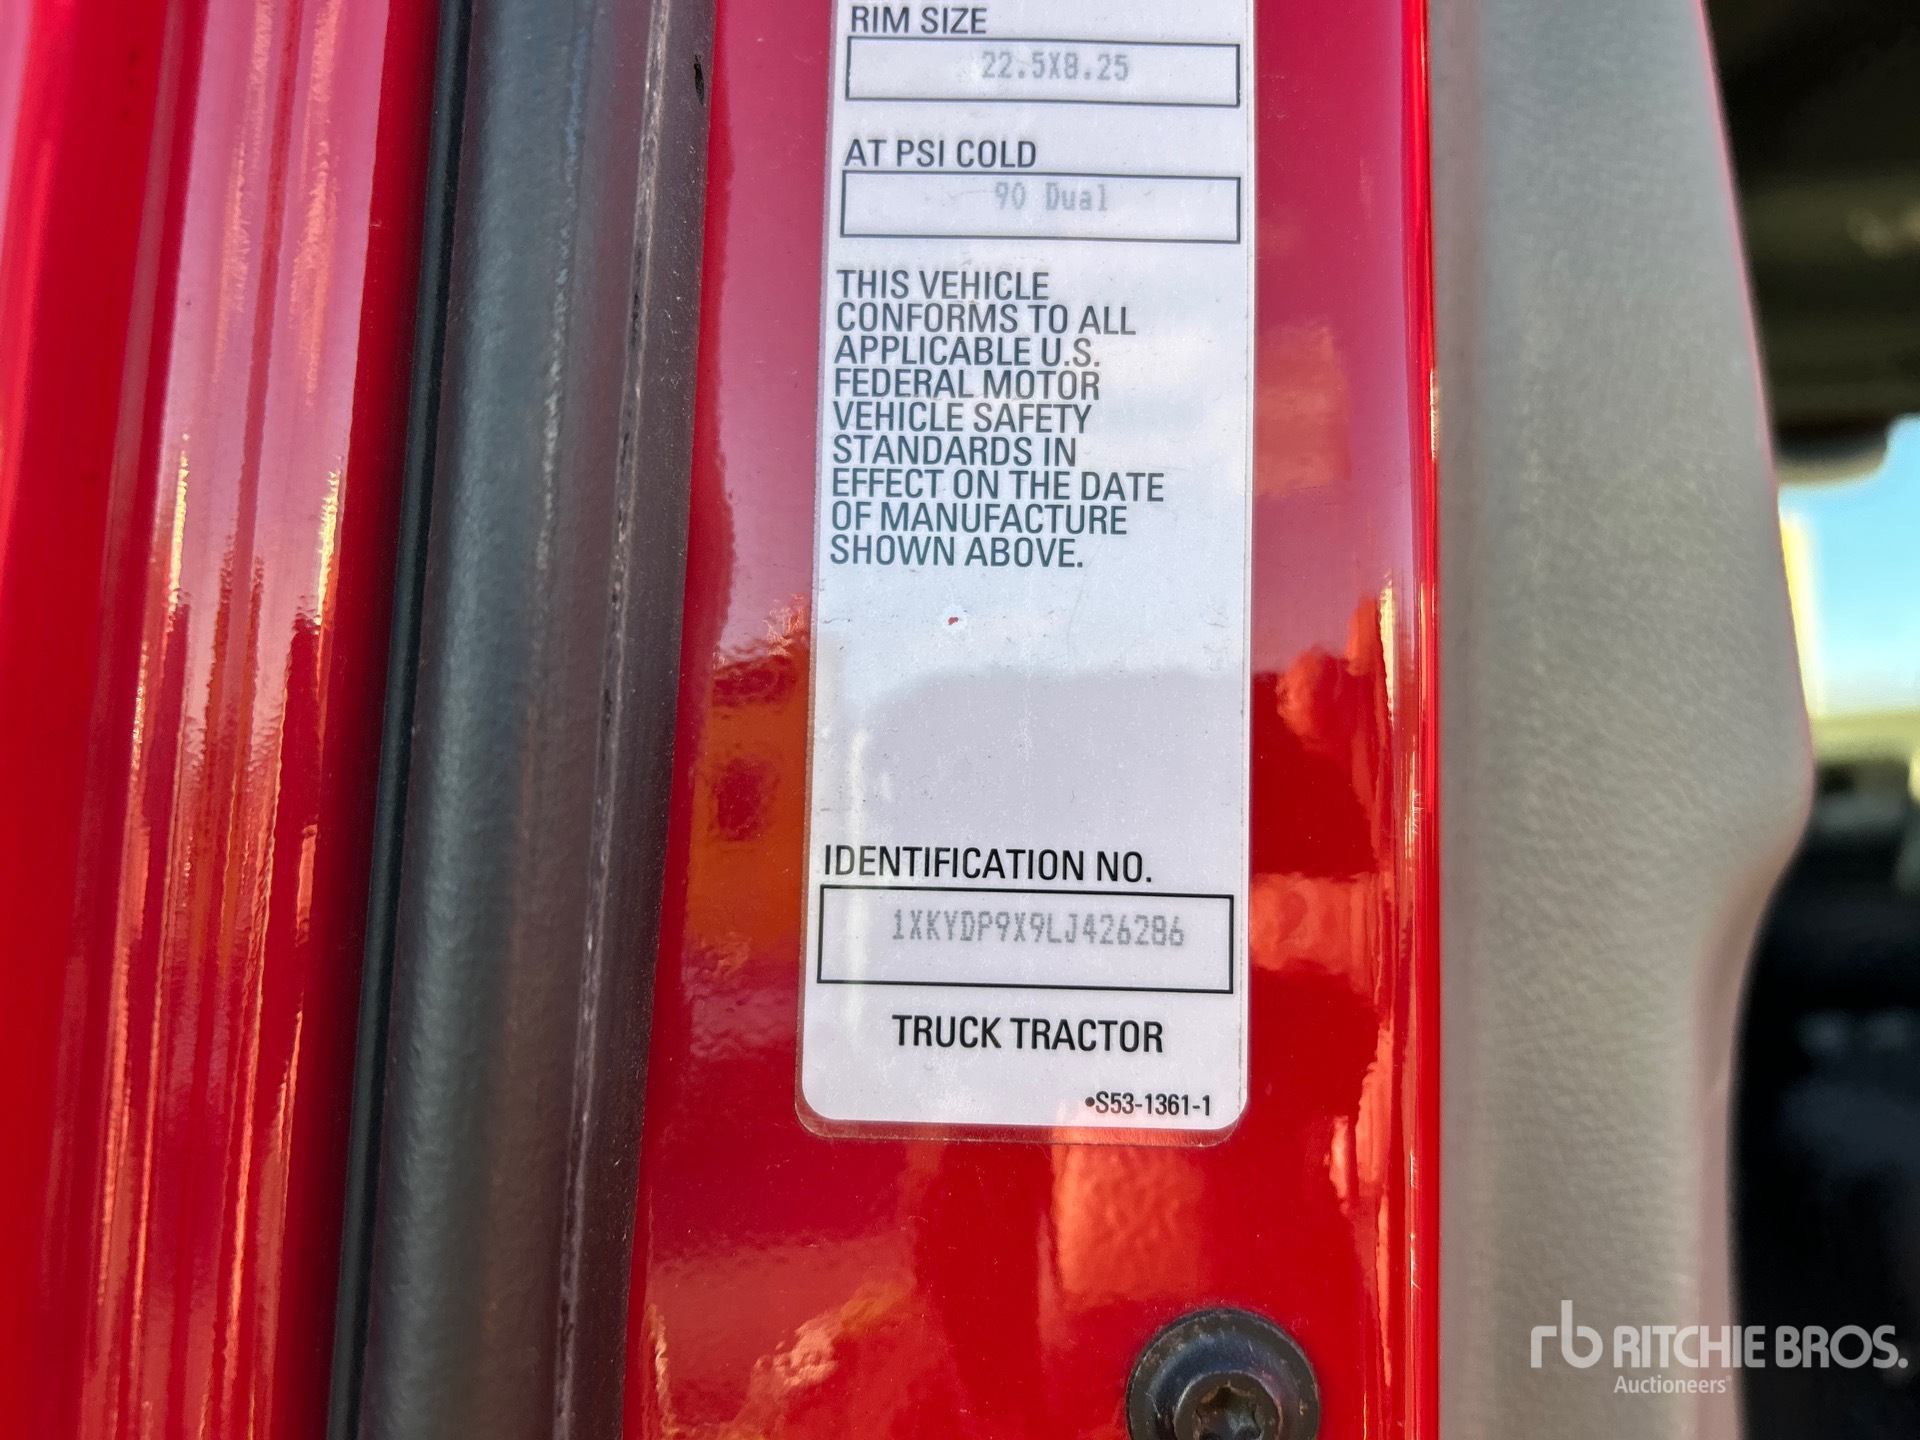 RIM SIZE
22.5X8.25
AT PSI COLD
90 Dual
THIS VEHICLE
CONFORMS TO ALL
APPLICABLE U.S.
FEDERAL MOTOR
VEHICLE SAFETY
STANDARDS IN
EFFECT ON THE DATE
OF MANUFACTURE
SHOWN ABOVE.
IDENTIFICATION NO.
1XKYDP9X9LJ426286
TRUCK TRACTOR
•S53-1361-1
rb RITCHIE BROS.
Auctioneers